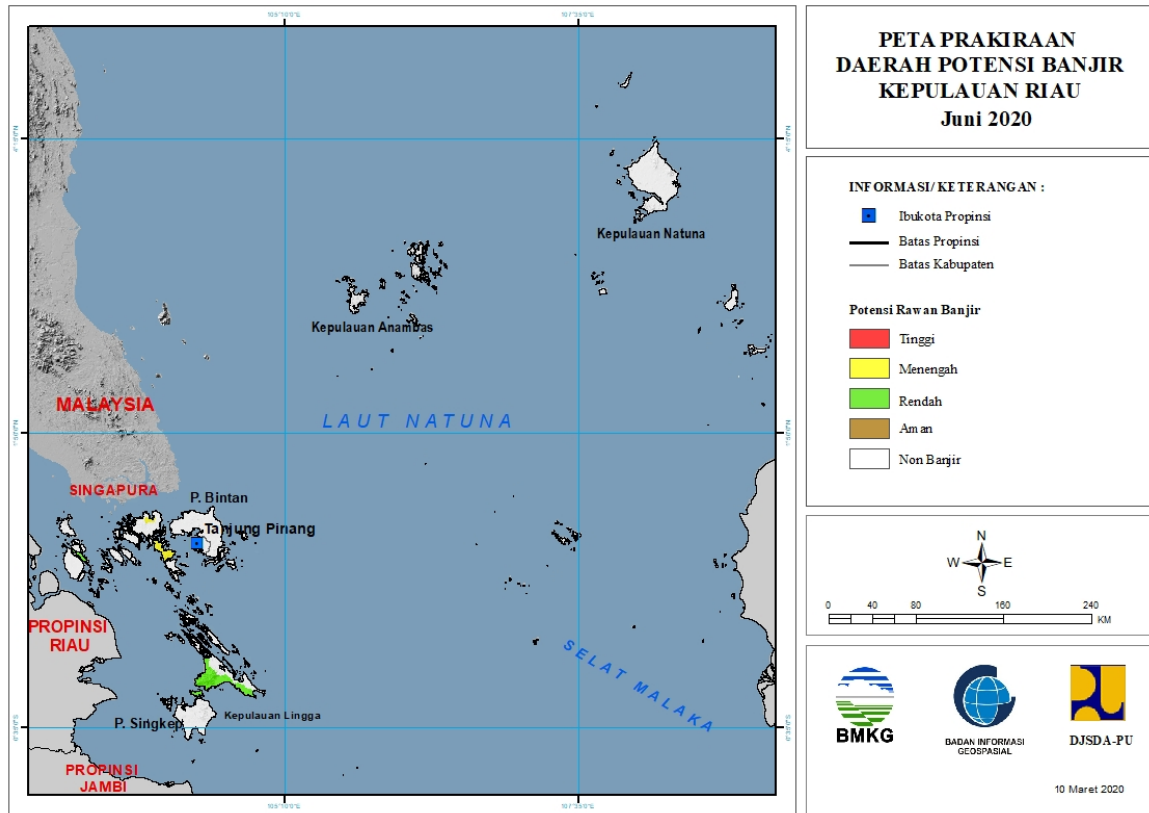 PETA PRAKIRAAN
DAERAH POTENSI BANJIR
KEPULAUAN RIAU
Juni 2020
INFORMASI/ KETERANGAN :
Ibukota Propinsi
Batas Propinsi
Batas Kabupaten
Potensi Rawan Banjir
Tinggi
Menengah
Rendah
Aman
Non Banjir
N
W E
S
0 40 80 160 240
KM
BMKG
BADAN INFORMASI
GEOSPASIAL
DJSDA-PU
10 Maret 2020
Kepulauan Natuna
Kepulauan Anambas
MALAYSIA
LAUT NATUNA
SINGAPURA
P. Bintan
Tanjung Pinang
PROPINSI
RIAU
SELAT MALAKA
P. Singkep
Kepulauan Lingga
PROPINSI
JAMBI